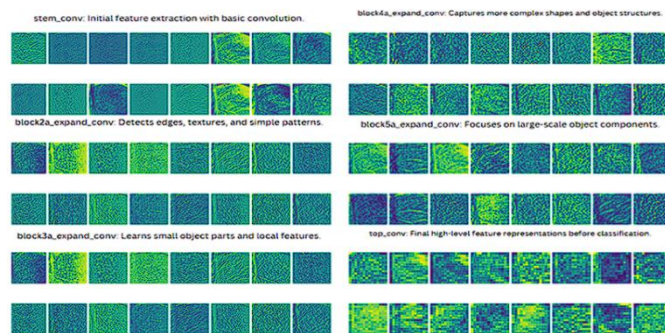 stem_conv: Initial feature extraction with basic convolution.
block2a_expand_conv: Detects edges, textures, and simple patterns.
block3a_expand_conv: Learns small object parts and local features.
block4a_expand_conv: Captures more complex shapes and object structures.
block5a_expand_conv: Focuses on large-scale object components.
top_conv: Final high-level feature representations before classification.